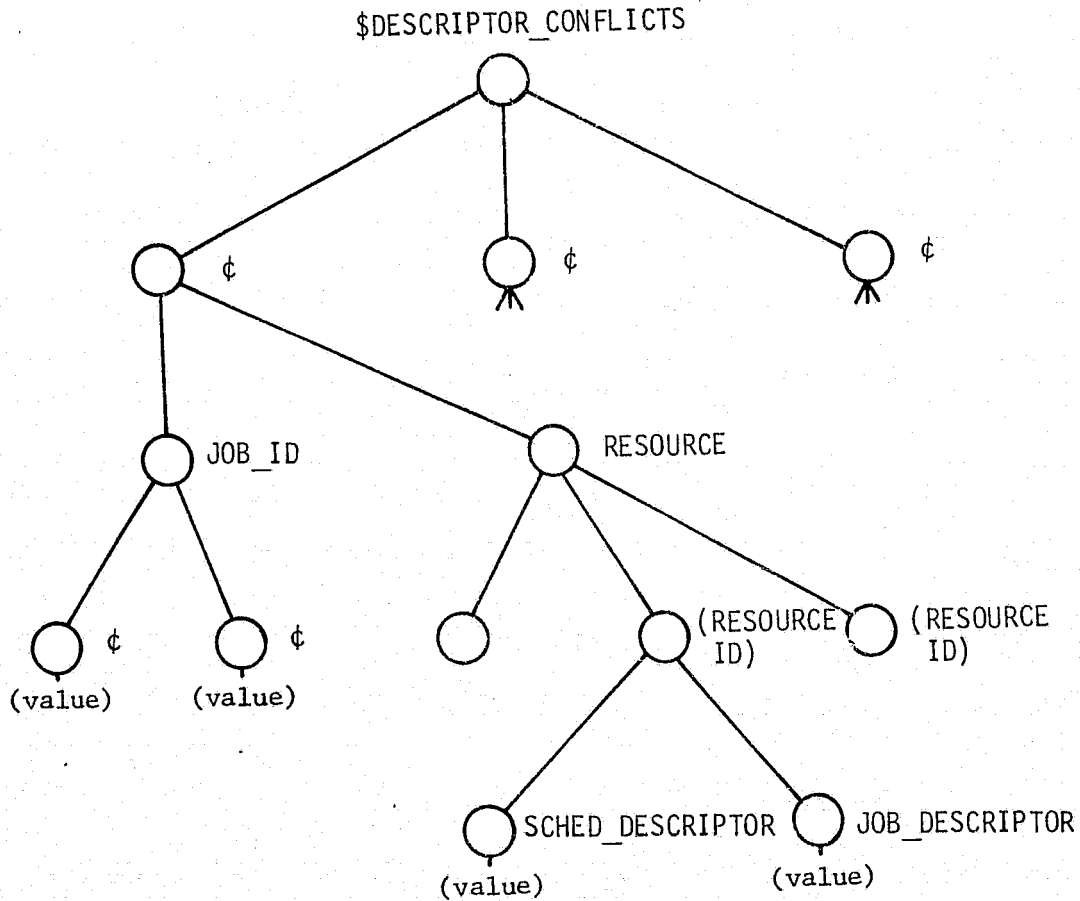 $DESCRIPTOR_CONFLICTS
¢
¢
¢
JOB_ID
RESOURCE
¢
¢
(value)
(value)
(RESOURCE
ID)
(RESOURCE
ID)
SCHED_DESCRIPTOR
JOB_DESCRIPTOR
(value)
(value)